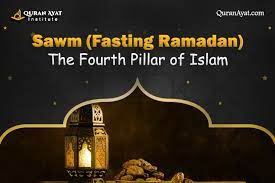 QURAN AYAT
Institute
QuranAyat.com
Sawm (Fasting Ramadan)
The Fourth Pillar of Islam